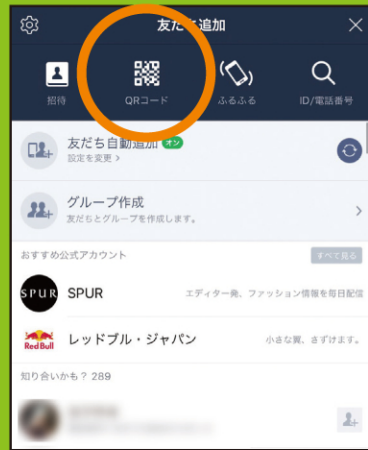 友だち追加
招待
QRコード
ふるふる
ID/電話番号
友だち自動追加 オン
設定を変更 >
グループ作成
友だちとグループを作成します。
おすすめ公式アカウント
すべて見る
SPUR SPUR エディター発、ファッション情報を毎日配信
Red Bull レッドブル・ジャパン 小さな翼、さずけます。
知り合いかも？289